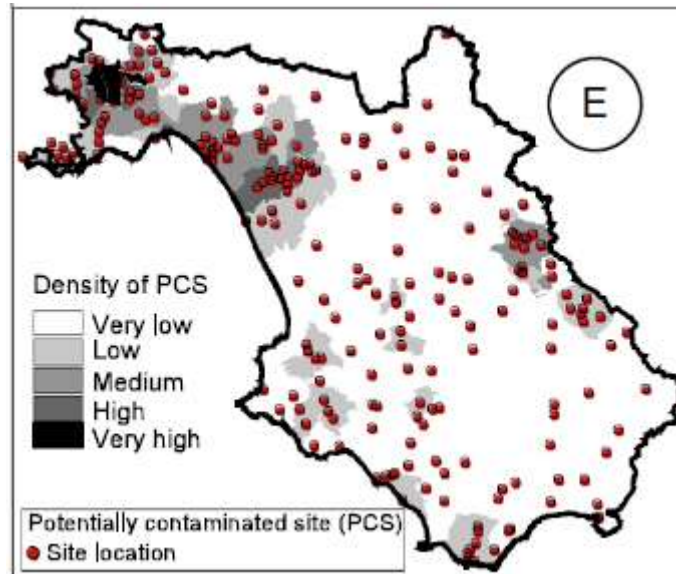 E
Density of PCS
Very low
Low
Medium
High
Very high
Potentially contaminated site (PCS)
Site location